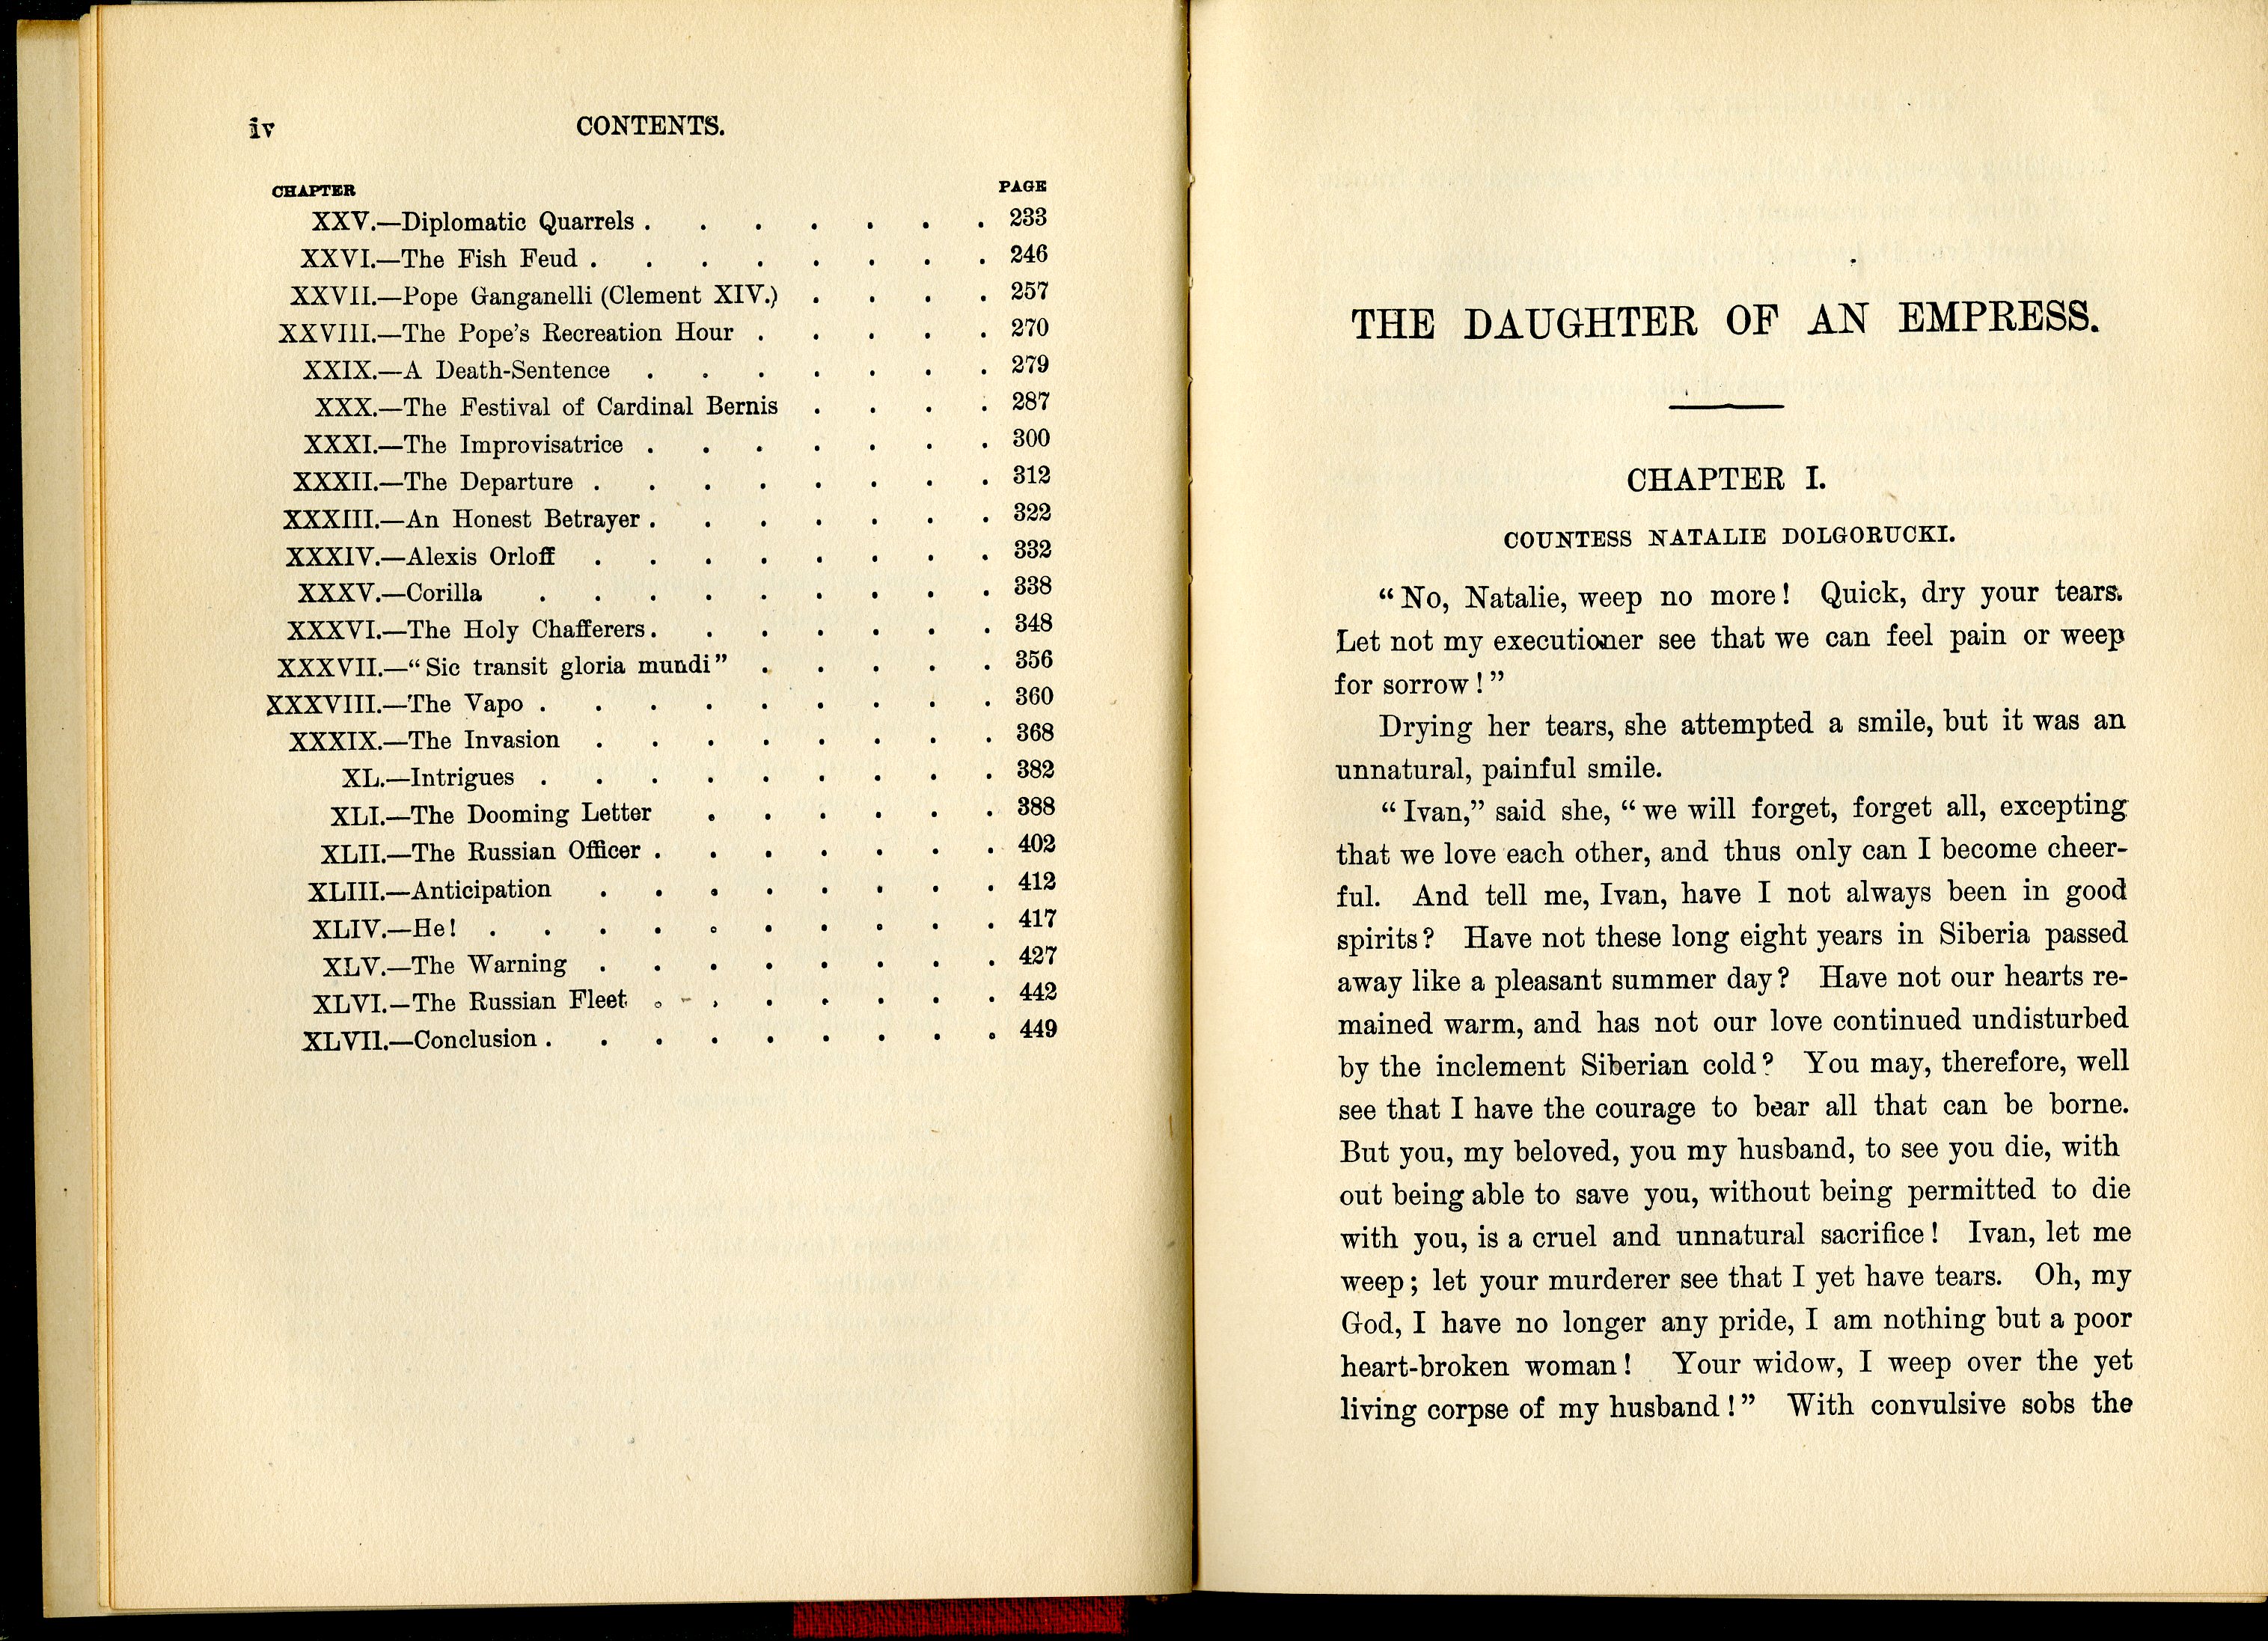 iv CONTENTS.
CHAPTER PAGE
XXV.—Diplomatic Quarrels . . . . . . . 233
XXVI.—The Fish Feud . . . . . . . . 246
XXVII.—Pope Ganganelli (Clement XIV.) . . . . 257
XXVIII.—The Pope's Recreation Hour . . . . . 270
XXIX.—A Death-Sentence . . . . . . . 279
XXX.—The Festival of Cardinal Bernis . . . . 287
XXXI.—The Improvisatrice . . . . . . . 300
XXXII.—The Departure . . . . . . . . 312
XXXIII.—An Honest Betrayer . . . . . . . 322
XXXIV.—Alexis Orloff . . . . . . . . 332
XXXV.—Corilla . . . . . . . . . 338
XXXVI.—The Holy Chafferers . . . . . . . 348
XXXVII.—“Sic transit gloria mundi” . . . . . 356
XXXVIII.—The Vapo . . . . . . . . . 360
XXXIX.—The Invasion . . . . . . . . 368
XL.—Intrigues . . . . . . . . . 382
XLI.—The Dooming Letter . . . . . . 388
XLII.—The Russian Officer . . . . . . . 402
XLIII.—Anticipation . . . . . . . . 412
XLIV.—He! . . . . . . . . . . 417
XLV.—The Warning . . . . . . . . 427
XLVI.—The Russian Fleet . . . . . . . 442
XLVII.—Conclusion . . . . . . . . . 449
THE DAUGHTER OF AN EMPRESS.
CHAPTER I.
COUNTESS NATALIE DOLGORUCKI.
“No, Natalie, weep no more! Quick, dry your tears.
Let not my executioner see that we can feel pain or weep
for sorrow!”
Drying her tears, she attempted a smile, but it was an
unnatural, painful smile.
“Ivan,” said she, “we will forget, forget all, excepting
that we love each other, and thus only can I become cheer-
ful. And tell me, Ivan, have I not always been in good
spirits? Have not these long eight years in Siberia passed
away like a pleasant summer day? Have not our hearts re-
mained warm, and has not our love continued undisturbed
by the inclement Siberian cold? You may, therefore, well
see that I have the courage to bear all that can be borne.
But you, my beloved, you my husband, to see you die, with
out being able to save you, without being permitted to die
with you, is a cruel and unnatural sacrifice! Ivan, let me
weep; let your murderer see that I yet have tears. Oh, my
God, I have no longer any pride, I am nothing but a poor
heart-broken woman! Your widow, I weep over the yet
living corpse of my husband!” With convulsive sobs the